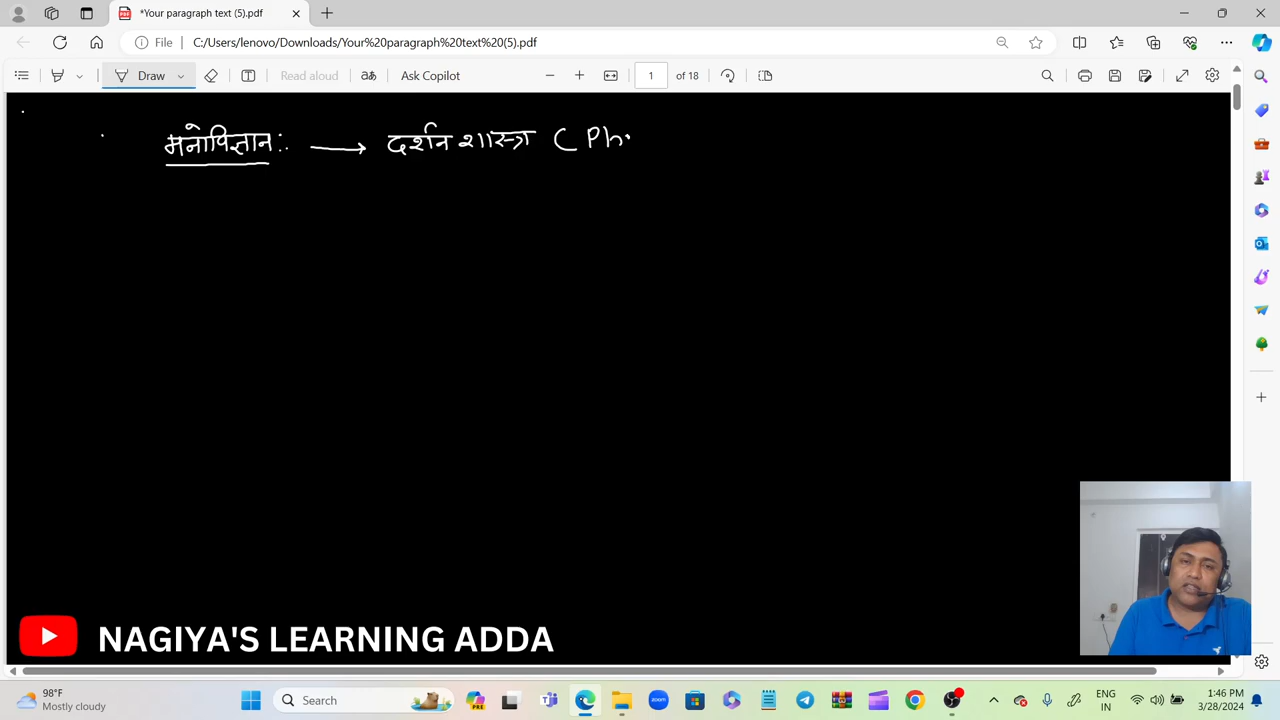 *Your paragraph text (5).pdf
File C:/Users/lenovo/Downloads/Your%20paragraph%20text%20(5).pdf
Draw Read aloud Ask Copilot 1 of 18
मनोविज्ञान :. → दर्शन शास्त्र ( Ph
NAGIYA'S LEARNING ADDA
98°F
Mostly cloudy
Search
ENG
IN
1:46 PM
3/28/2024